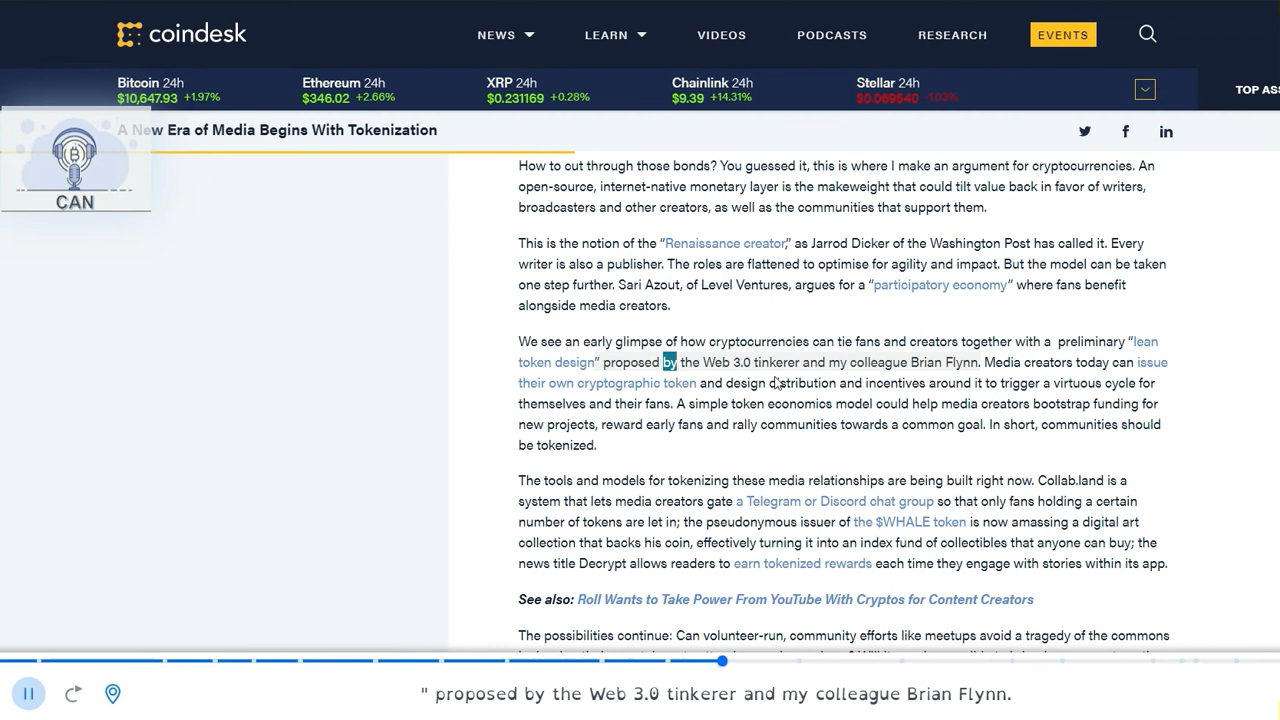 coindesk
NEWS LEARN VIDEOS PODCASTS RESEARCH EVENTS
Bitcoin 24h Ethereum 24h XRP 24h Chainlink 24h Stellar 24h
$10,647.93 +1.97% $346.02 +2.66% $0.231169 +0.28% $9.39 +14.31% $0.069540 -1.02%
TOP ASS
A New Era of Media Begins With Tokenization
CAN
How to cut through those bonds? You guessed it, this is where I make an argument for cryptocurrencies. An
open-source, internet-native monetary layer is the makeweight that could tilt value back in favor of writers,
broadcasters and other creators, as well as the communities that support them.
This is the notion of the “Renaissance creator,” as Jarrod Dicker of the Washington Post has called it. Every
writer is also a publisher. The roles are flattened to optimise for agility and impact. But the model can be taken
one step further. Sari Azout, of Level Ventures, argues for a “participatory economy” where fans benefit
alongside media creators.
We see an early glimpse of how cryptocurrencies can tie fans and creators together with a preliminary “lean
token design” proposed by the Web 3.0 tinkerer and my colleague Brian Flynn. Media creators today can issue
their own cryptographic token and design distribution and incentives around it to trigger a virtuous cycle for
themselves and their fans. A simple token economics model could help media creators bootstrap funding for
new projects, reward early fans and rally communities towards a common goal. In short, communities should
be tokenized.
The tools and models for tokenizing these media relationships are being built right now. Collab.land is a
system that lets media creators gate a Telegram or Discord chat group so that only fans holding a certain
number of tokens are let in; the pseudonymous issuer of the $WHALE token is now amassing a digital art
collection that backs his coin, effectively turning it into an index fund of collectibles that anyone can buy; the
news title Decrypt allows readers to earn tokenized rewards each time they engage with stories within its app.
See also: Roll Wants to Take Power From YouTube With Cryptos for Content Creators
The possibilities continue: Can volunteer-run, community efforts like meetups avoid a tragedy of the commons
" proposed by the Web 3.0 tinkerer and my colleague Brian Flynn.